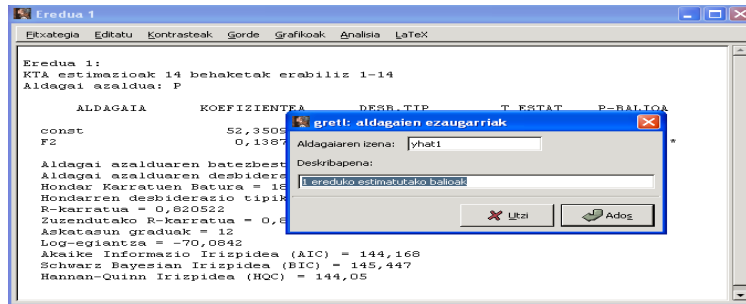 Eredua 1
Fitxategia Editatu Kontrasteak Gorde Grafikoak Analisia LaTeX
Eredua 1:
KTA estimazioak 14 behaketak erabiliz 1-14
Aldagai azaldua: P
ALDAGAIA KOEFIZIENTEA DESB.TIP T ESTAT P-BALIOA
const 52,3509
F2 0,1387 *
gretl: aldagaien ezaugarriak
Aldagaiaren izena: yhat1
Deskribapena:
1 ereduko estimatutako balioak
Utzi Ados
Aldagai azalduaren batezbest
Aldagai azalduaren desbidera
Hondar Karratuen Batura = 18
Hondarren desbiderazio tipik
R-karratua = 0,820522
Zuzendutako R-karratua = 0,8
Askatasun graduak = 12
Log-egiantza = -70,0842
Akaike Informazio Irizpidea (AIC) = 144,168
Schwarz Bayesian Irizpidea (BIC) = 145,447
Hannan-Quinn Irizpidea (HQC) = 144,05